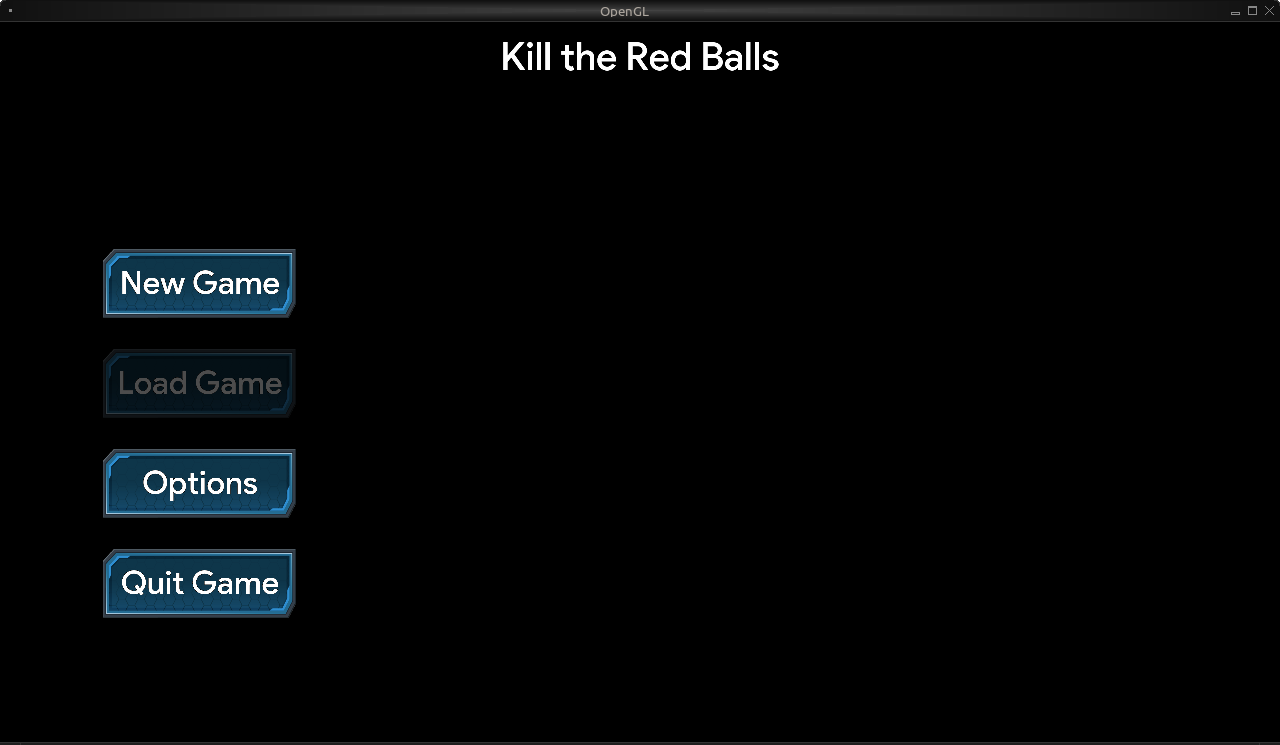 OpenGL
Kill the Red Balls
New Game
Load Game
Options
Quit Game